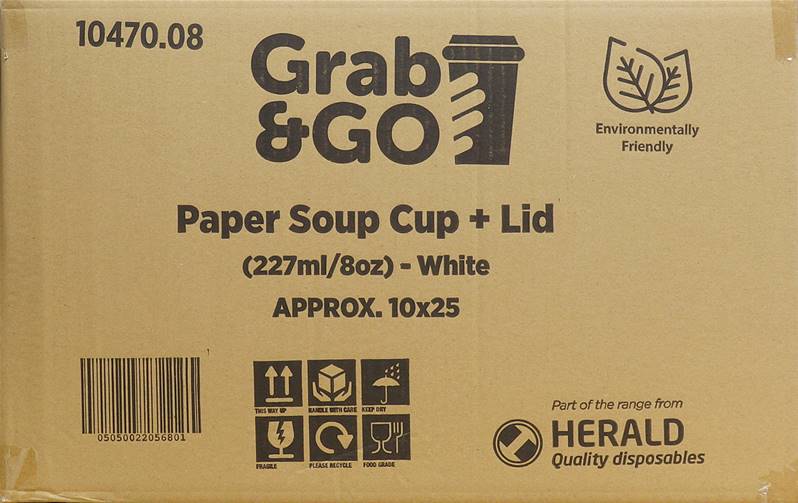 10470.08
Grab
&GO
Environmentally
Friendly
Paper Soup Cup + Lid
(227ml/8oz) - White
APPROX. 10x25
THIS WAY UP
HANDLE WITH CARE
KEEP DRY
FRAGILE
PLEASE RECYCLE
FOOD GRADE
05050022056801
Part of the range from
HERALD
Quality disposables